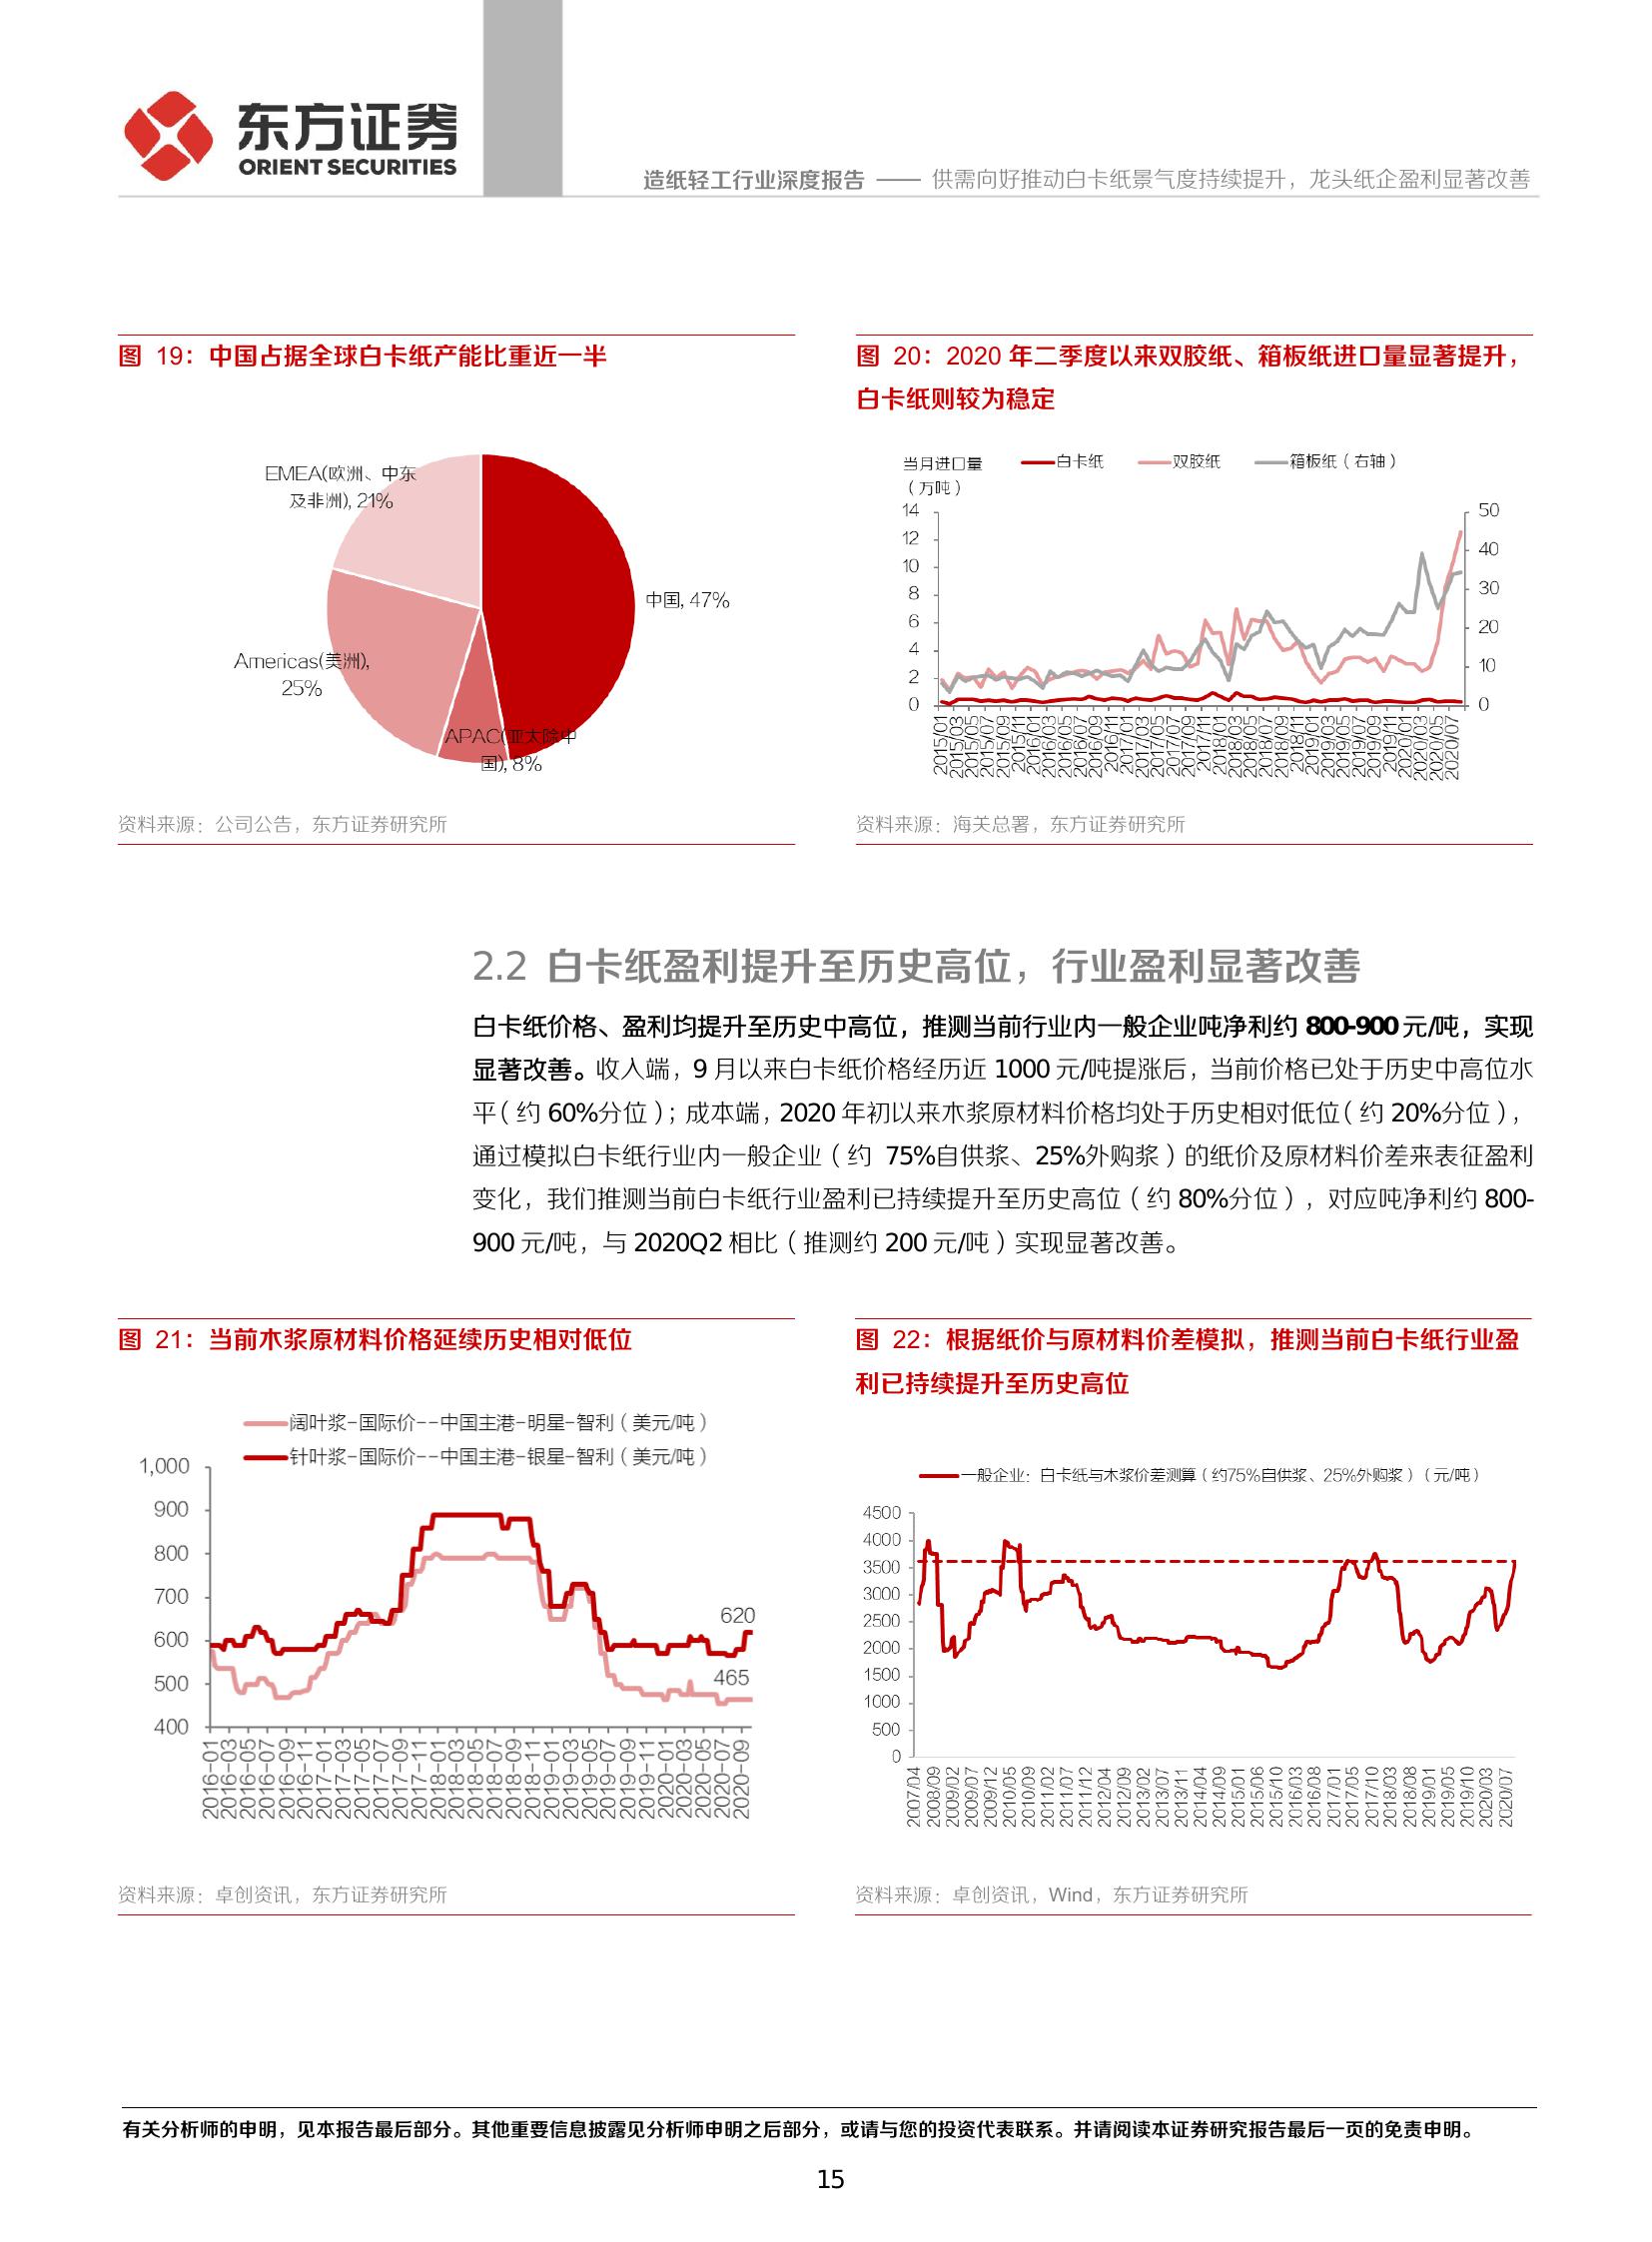 东方证券
ORIENT SECURITIES
造纸轻工行业深度报告 —— 供需向好推动白卡纸景气度持续提升，龙头纸企盈利显著改善
图 19：中国占据全球白卡纸产能比重近一半
EMEA(欧洲、中东
及非洲), 21%
中国, 47%
Americas(美洲),
25%
APAC(亚太除中
国), 8%
资料来源：公司公告，东方证券研究所
图 20：2020 年二季度以来双胶纸、箱板纸进口量显著提升，
白卡纸则较为稳定
当月进口量
（万吨）
白卡纸 双胶纸 箱板纸（右轴）
14
12
10
8
6
4
2
0
50
40
30
20
10
0
2015/01 2015/03 2015/05 2015/07 2015/09 2015/11 2016/01 2016/03 2016/05 2016/07 2016/09 2016/11 2017/01 2017/03 2017/05 2017/07 2017/09 2017/11 2018/01 2018/03 2018/05 2018/07 2018/09 2018/11 2019/01 2019/03 2019/05 2019/07 2019/09 2019/11 2020/01 2020/03 2020/05 2020/07
资料来源：海关总署，东方证券研究所
2.2 白卡纸盈利提升至历史高位，行业盈利显著改善
白卡纸价格、盈利均提升至历史中高位，推测当前行业内一般企业吨净利约 800-900 元/吨，实现
显著改善。收入端，9 月以来白卡纸价格经历近 1000 元/吨提涨后，当前价格已处于历史中高位水
平（约 60%分位）；成本端，2020 年初以来木浆原材料价格均处于历史相对低位（约 20%分位），
通过模拟白卡纸行业内一般企业（约 75%自供浆、25%外购浆）的纸价及原材料价差来表征盈利
变化，我们推测当前白卡纸行业盈利已持续提升至历史高位（约 80%分位），对应吨净利约 800-
900 元/吨，与 2020Q2 相比（推测约 200 元/吨）实现显著改善。
图 21：当前木浆原材料价格延续历史相对低位
阔叶浆-国际价--中国主港-明星-智利（美元/吨）
针叶浆-国际价--中国主港-银星-智利（美元/吨）
1,000
900
800
700
600
500
400
620
465
2016-01 2016-03 2016-05 2016-07 2016-09 2016-11 2017-01 2017-03 2017-05 2017-07 2017-09 2017-11 2018-01 2018-03 2018-05 2018-07 2018-09 2018-11 2019-01 2019-03 2019-05 2019-07 2019-09 2019-11 2020-01 2020-03 2020-05 2020-07 2020-09
资料来源：卓创资讯，东方证券研究所
图 22：根据纸价与原材料价差模拟，推测当前白卡纸行业盈
利已持续提升至历史高位
一般企业：白卡纸与木浆价差测算（约75%自供浆、25%外购浆）（元/吨）
4500
4000
3500
3000
2500
2000
1500
1000
500
0
2007/04 2008/09 2009/02 2009/07 2009/12 2010/05 2010/09 2011/02 2011/07 2011/12 2012/04 2012/09 2013/02 2013/07 2013/11 2014/04 2014/09 2015/01 2015/06 2015/10 2016/03 2016/08 2017/01 2017/05 2017/10 2018/03 2018/08 2019/01 2019/05 2019/10 2020/03 2020/07
资料来源：卓创资讯，Wind，东方证券研究所
有关分析师的申明，见本报告最后部分。其他重要信息披露见分析师申明之后部分，或请与您的投资代表联系。并请阅读本证券研究报告最后一页的免责申明。
15